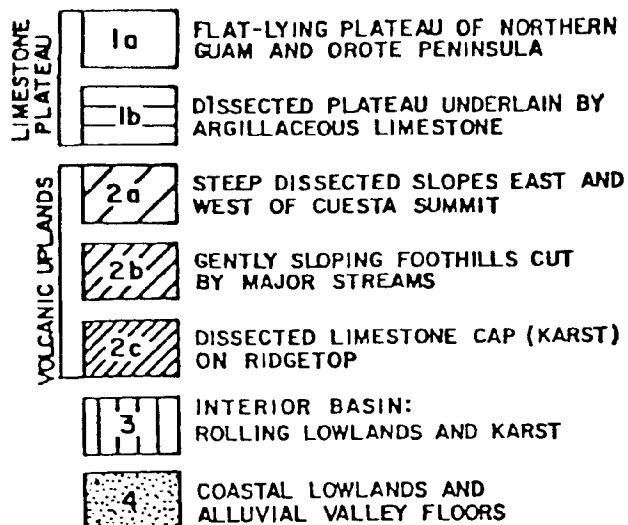 LIMESTONE
PLATEAU
1a
FLAT-LYING PLATEAU OF NORTHERN
GUAM AND OROTE PENINSULA
1b
DISSECTED PLATEAU UNDERLAIN BY
ARGILLACEOUS LIMESTONE
VOLCANIC UPLANDS
2a
STEEP DISSECTED SLOPES EAST AND
WEST OF CUESTA SUMMIT
2b
GENTLY SLOPING FOOTHILLS CUT
BY MAJOR STREAMS
2c
DISSECTED LIMESTONE CAP (KARST)
ON RIDGETOP
3
INTERIOR BASIN:
ROLLING LOWLANDS AND KARST
4
COASTAL LOWLANDS AND
ALLUVIAL VALLEY FLOORS